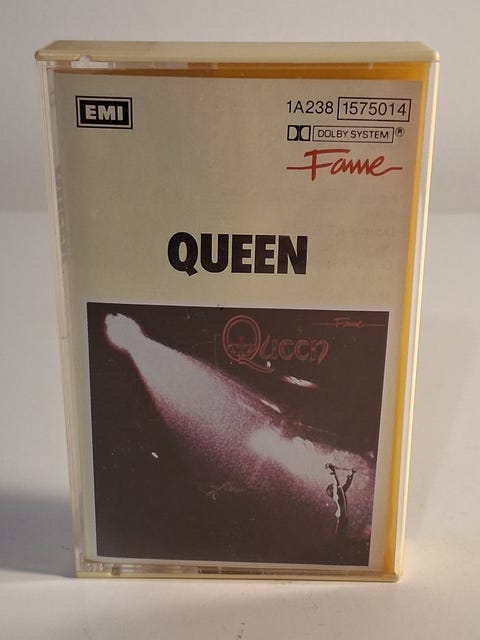 EMI
1A238 1575014
DOLBY SYSTEM ®
Fame
QUEEN
Fame
Queen